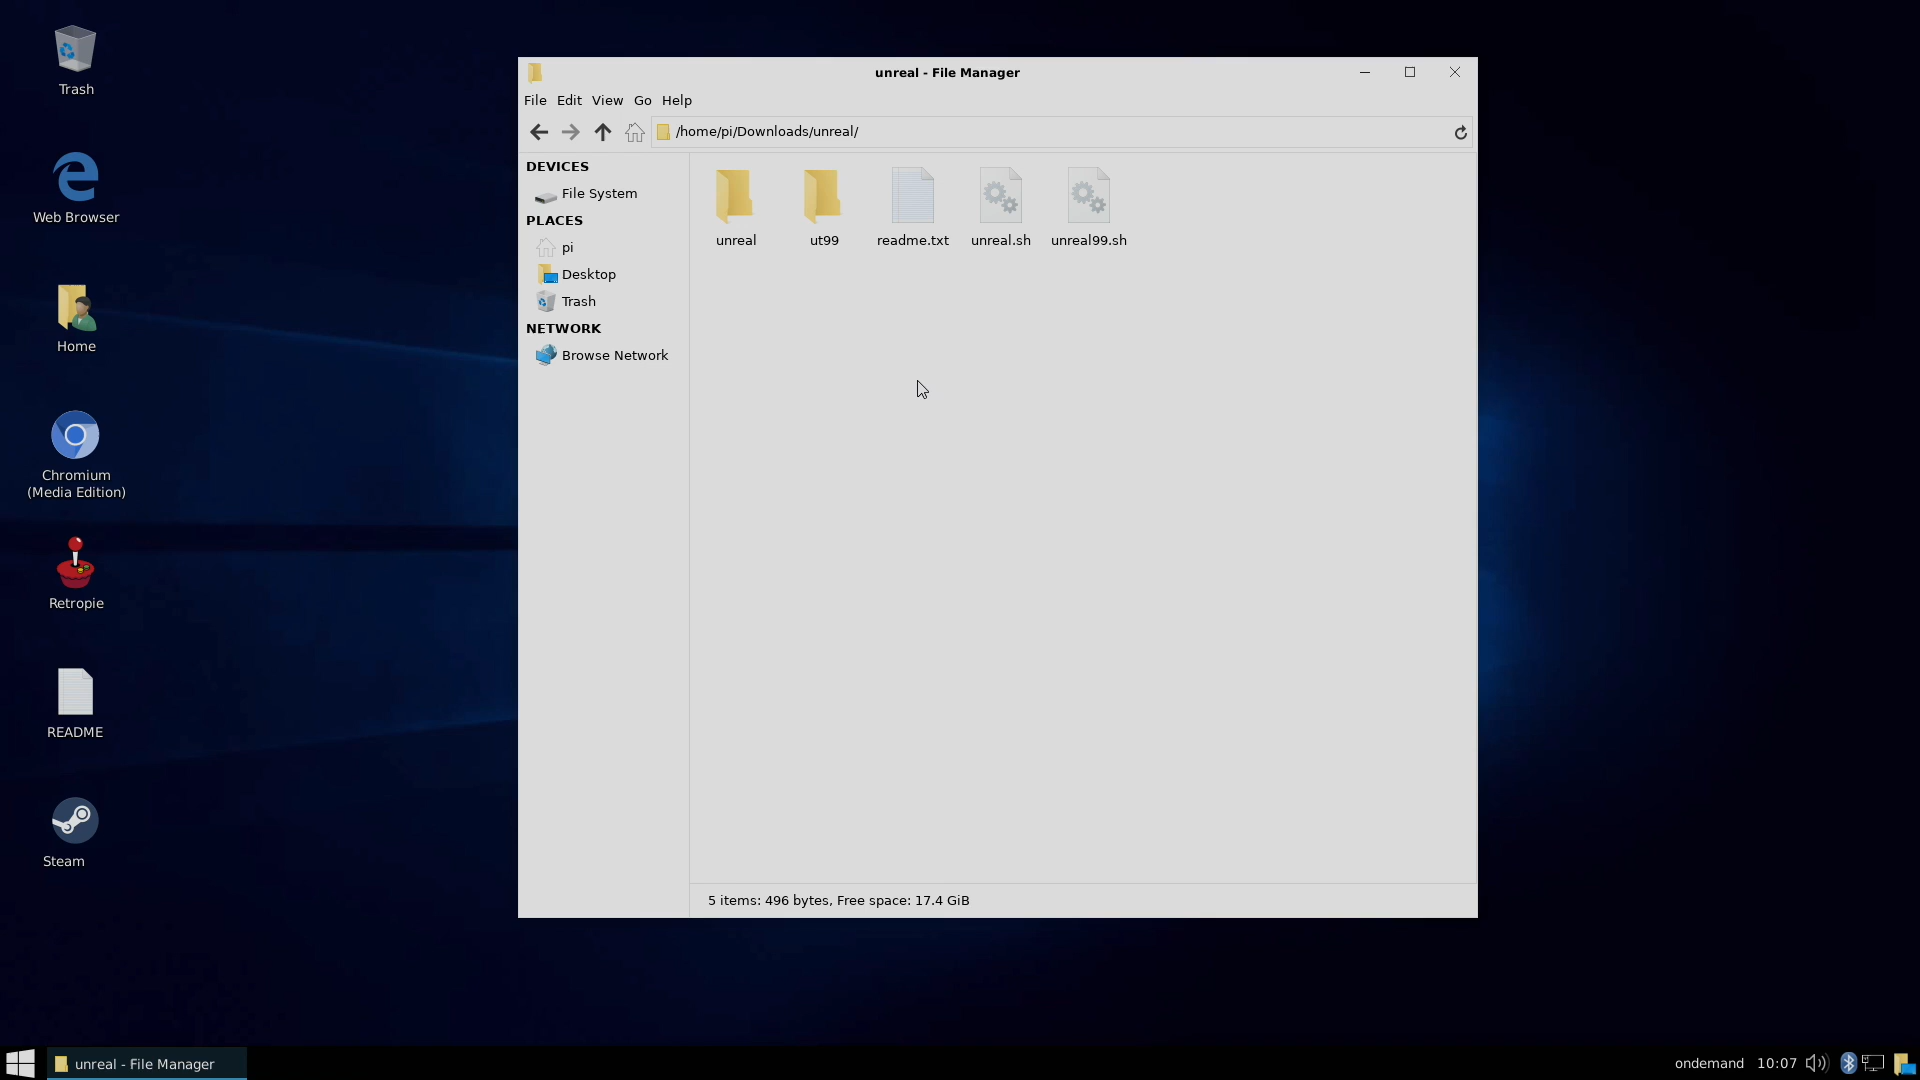 Trash
Web Browser
Home
Chromium
(Media Edition)
Retropie
README
Steam
unreal - File Manager
File Edit View Go Help
/home/pi/Downloads/unreal/
DEVICES
File System
PLACES
pi
Desktop
Trash
NETWORK
Browse Network
unreal ut99 readme.txt unreal.sh unreal99.sh
5 items: 496 bytes, Free space: 17.4 GiB
unreal - File Manager
ondemand 10:07